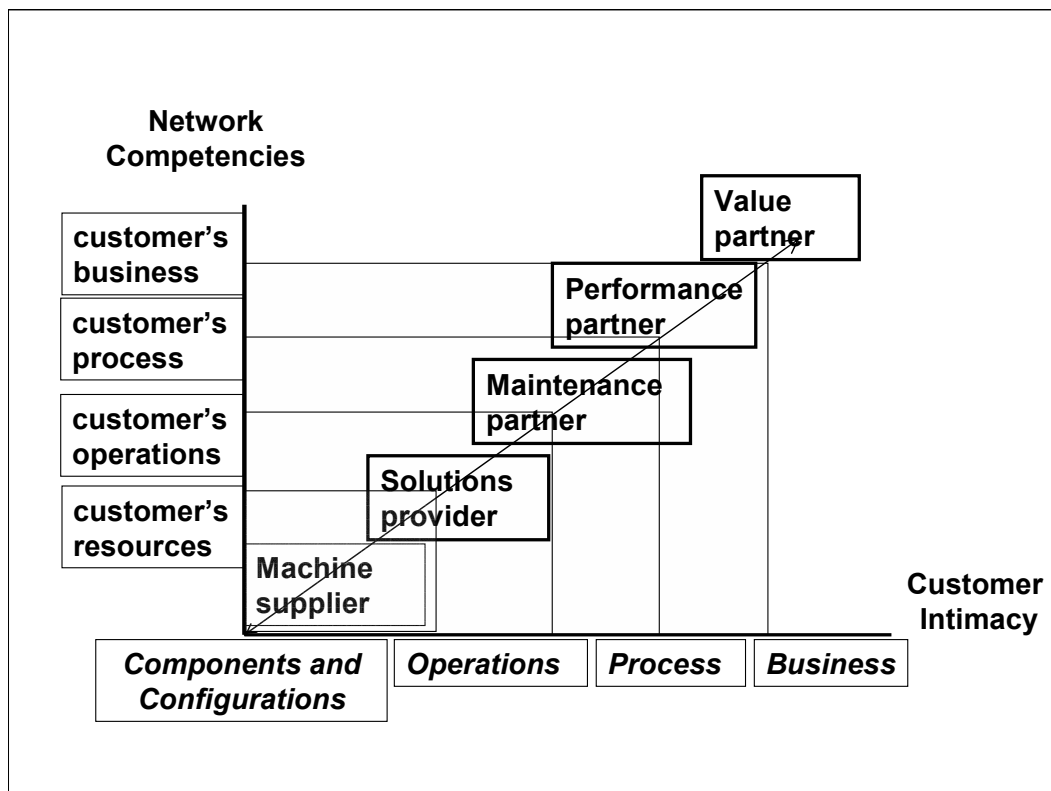 Network
Competencies
Value
partner
customer's
business
Performance
partner
customer's
process
Maintenance
partner
customer's
operations
Solutions
provider
customer's
resources
Machine
supplier
Customer
Intimacy
Components and
Configurations
Operations
Process
Business